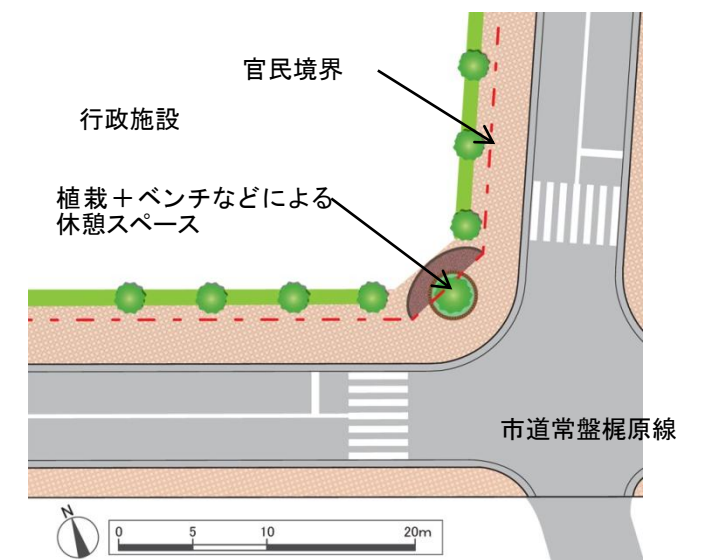 官民境界
行政施設
植栽＋ベンチなどによる
休憩スペース
市道常盤梶原線
N
0 5 10 20m